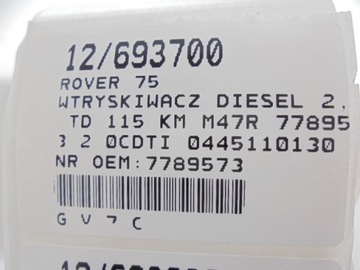 12/693700
ROVER 75
WTRYSKIWACZ DIESEL 2.
TD 115 KM M47R 77895
3 2 0CDTI 0445110130
NR OEM:7789573
G V 7 C